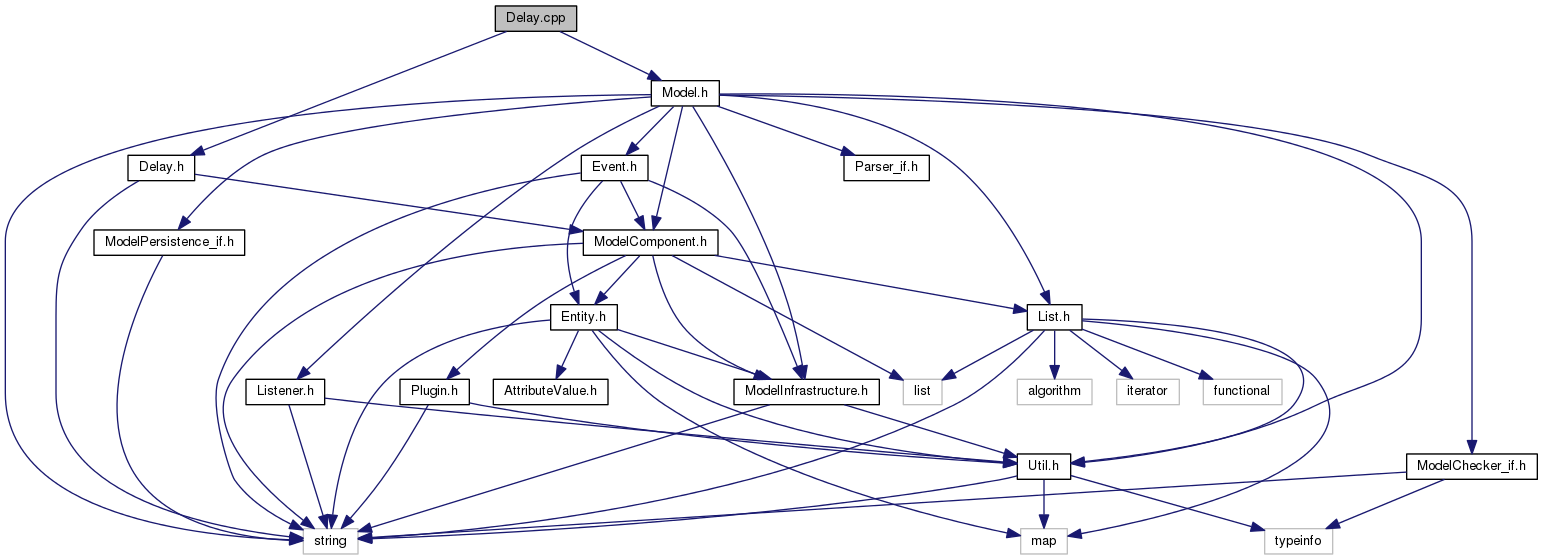 Delay.cpp
Model.h
Delay.h
Event.h
Parser_if.h
ModelPersistence_if.h
ModelComponent.h
Entity.h
List.h
Listener.h
Plugin.h
AttributeValue.h
ModelInfrastructure.h
list
algorithm
iterator
functional
Util.h
ModelChecker_if.h
string
map
typeinfo